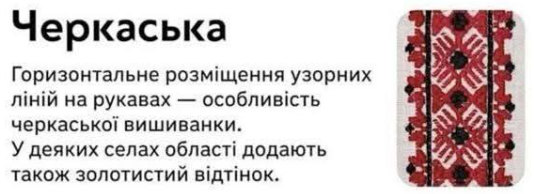 Черкаська
Горизонтальне розміщення узорних
ліній на рукавах — особливість
черкаської вишиванки.
У деяких селах області додають
також золотистий відтінок.